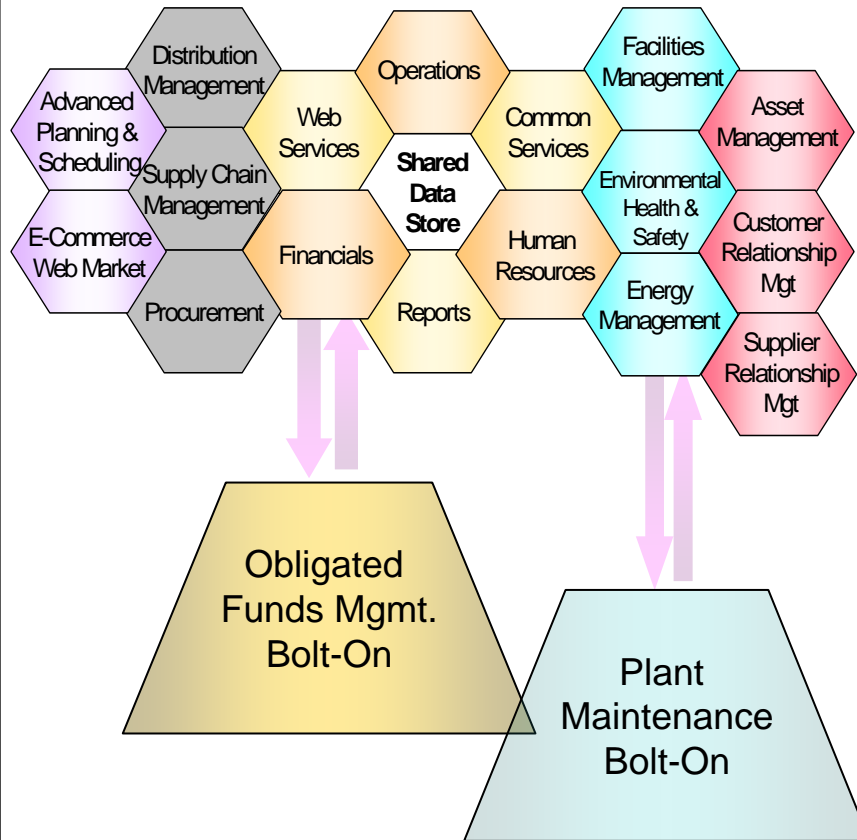 Distribution
Management
Operations
Facilities
Management
Advanced
Planning &
Scheduling
Web
Services
Common
Services
Asset
Management
Supply Chain
Management
Shared
Data
Store
Environmental
Health &
Safety
E-Commerce
Web Market
Financials
Human
Resources
Customer
Relationship
Mgt
Procurement
Reports
Energy
Management
Supplier
Relationship
Mgt
Obligated
Funds Mgmt.
Bolt-On
Plant
Maintenance
Bolt-On